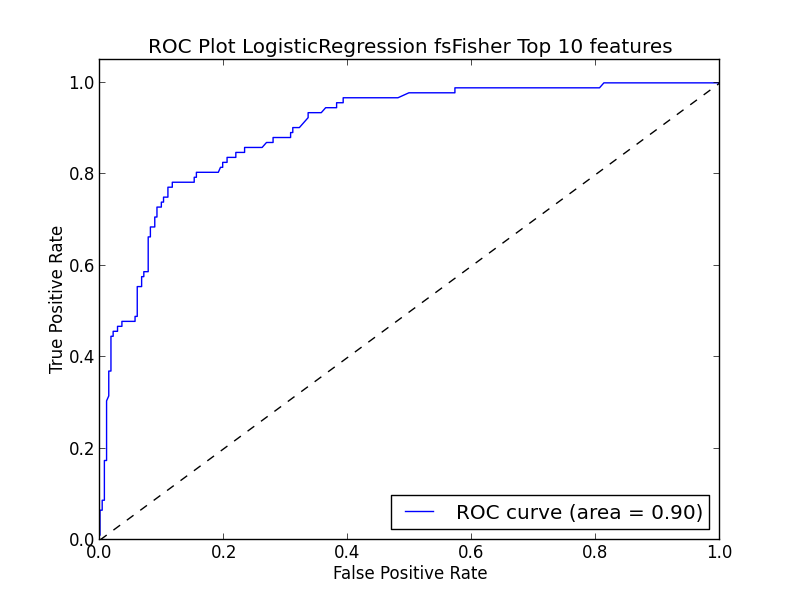 ROC Plot LogisticRegression fsFisher Top 10 features
True Positive Rate
1.0
0.8
0.6
0.4
0.2
0.0
ROC curve (area = 0.90)
0.0 0.2 0.4 0.6 0.8 1.0
False Positive Rate